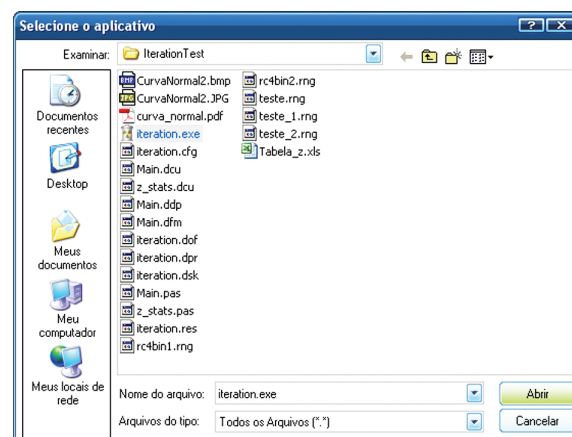 Selecione o aplicativo
Examinar: IterationTest
Documentos recentes
Desktop
Meus documentos
Meu computador
Meus locais de rede
CurvaNormal2.bmp
CurvaNormal2.JPG
curva_normal.pdf
iteration.exe
iteration.cfg
Main.dcu
z_stats.dcu
Main.ddp
Main.dfm
iteration.dof
iteration.dpr
iteration.dsk
Main.pas
z_stats.pas
iteration.res
rc4bin1.rng
rc4bin2.rng
teste.rng
teste_1.rng
teste_2.rng
Tabela_z.xls
Nome do arquivo: iteration.exe Abrir
Arquivos do tipo: Todos os Arquivos (*.*) Cancelar